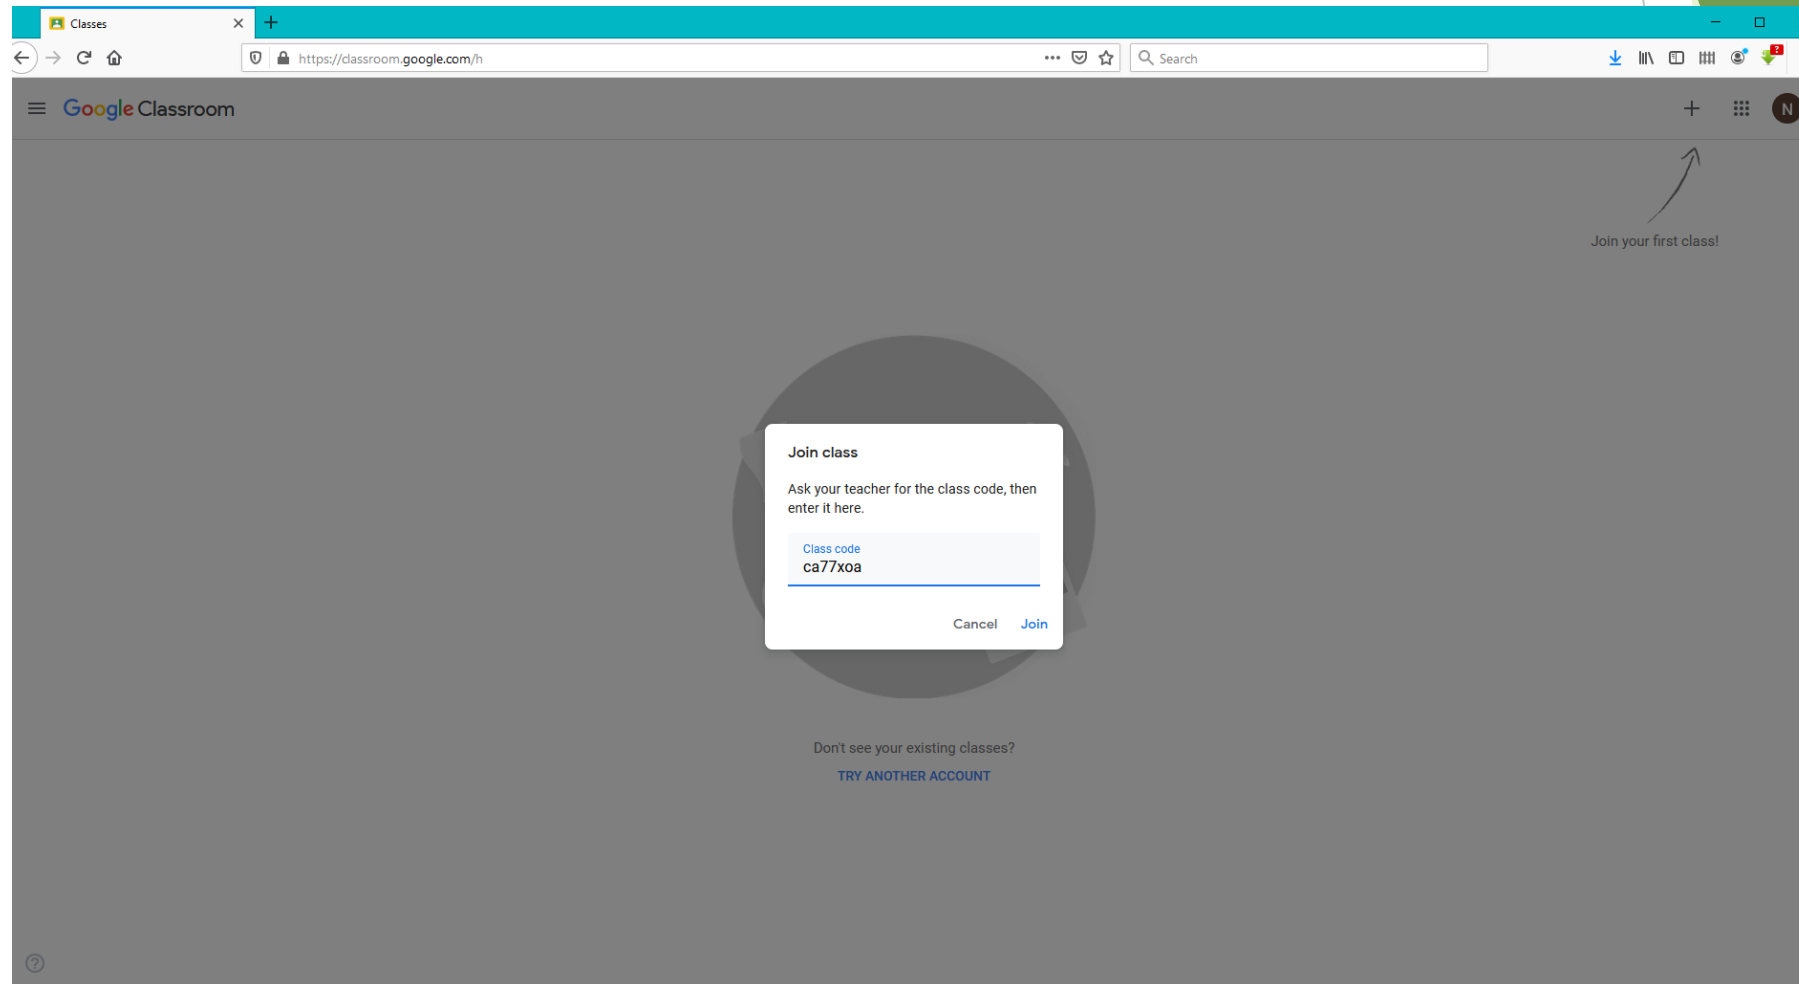 Classes
https://classroom.google.com/h
Search
Google Classroom
N
Join your first class!
Join class
Ask your teacher for the class code, then
enter it here.
Class code
ca77xoa
Cancel Join
Don't see your existing classes?
TRY ANOTHER ACCOUNT